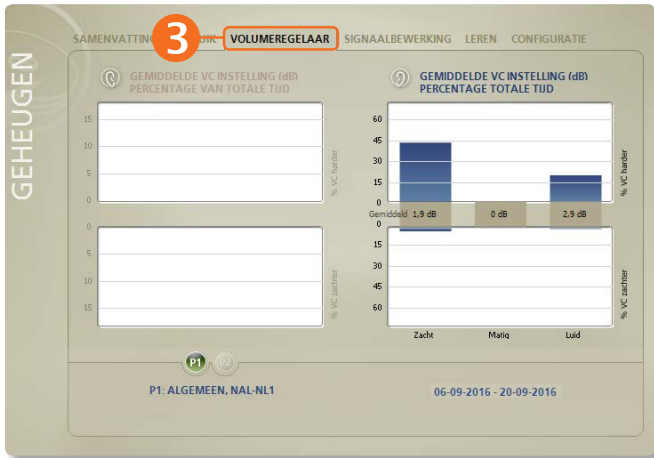 GEHEUGEN
SAMENVATTING
3
VOLUMEREGELAAR
SIGNAALBEWERKING
LEREN
CONFIGURATIE
GEMIDDELDE VC INSTELLING (dB)
PERCENTAGE VAN TOTALE TIJD
15
10
5
0
% VC harder
0
5
10
15
% VC zachter
GEMIDDELDE VC INSTELLING (dB)
PERCENTAGE TOTALE TIJD
60
45
30
15
0
% VC harder
Gemiddeld 1,9 dB 0 dB 2,9 dB
0
15
30
45
60
% VC zachter
Zacht Matig Luid
P1 P2
P1: ALGEMEEN, NAL-NL1
06-09-2016 - 20-09-2016